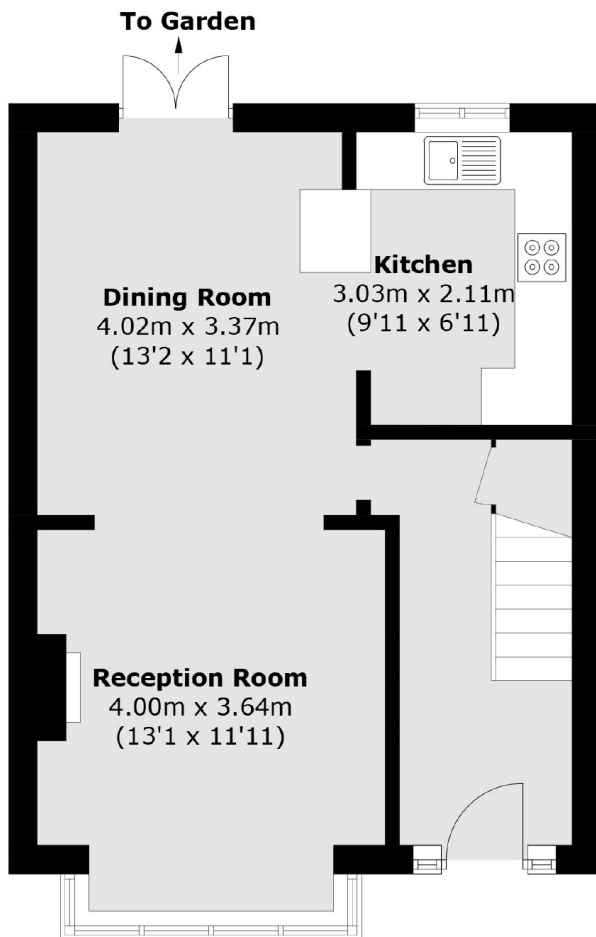 To Garden
Kitchen
3.03m x 2.11m
(9'11 x 6'11)
Dining Room
4.02m x 3.37m
(13'2 x 11'1)
Reception Room
4.00m x 3.64m
(13'1 x 11'11)